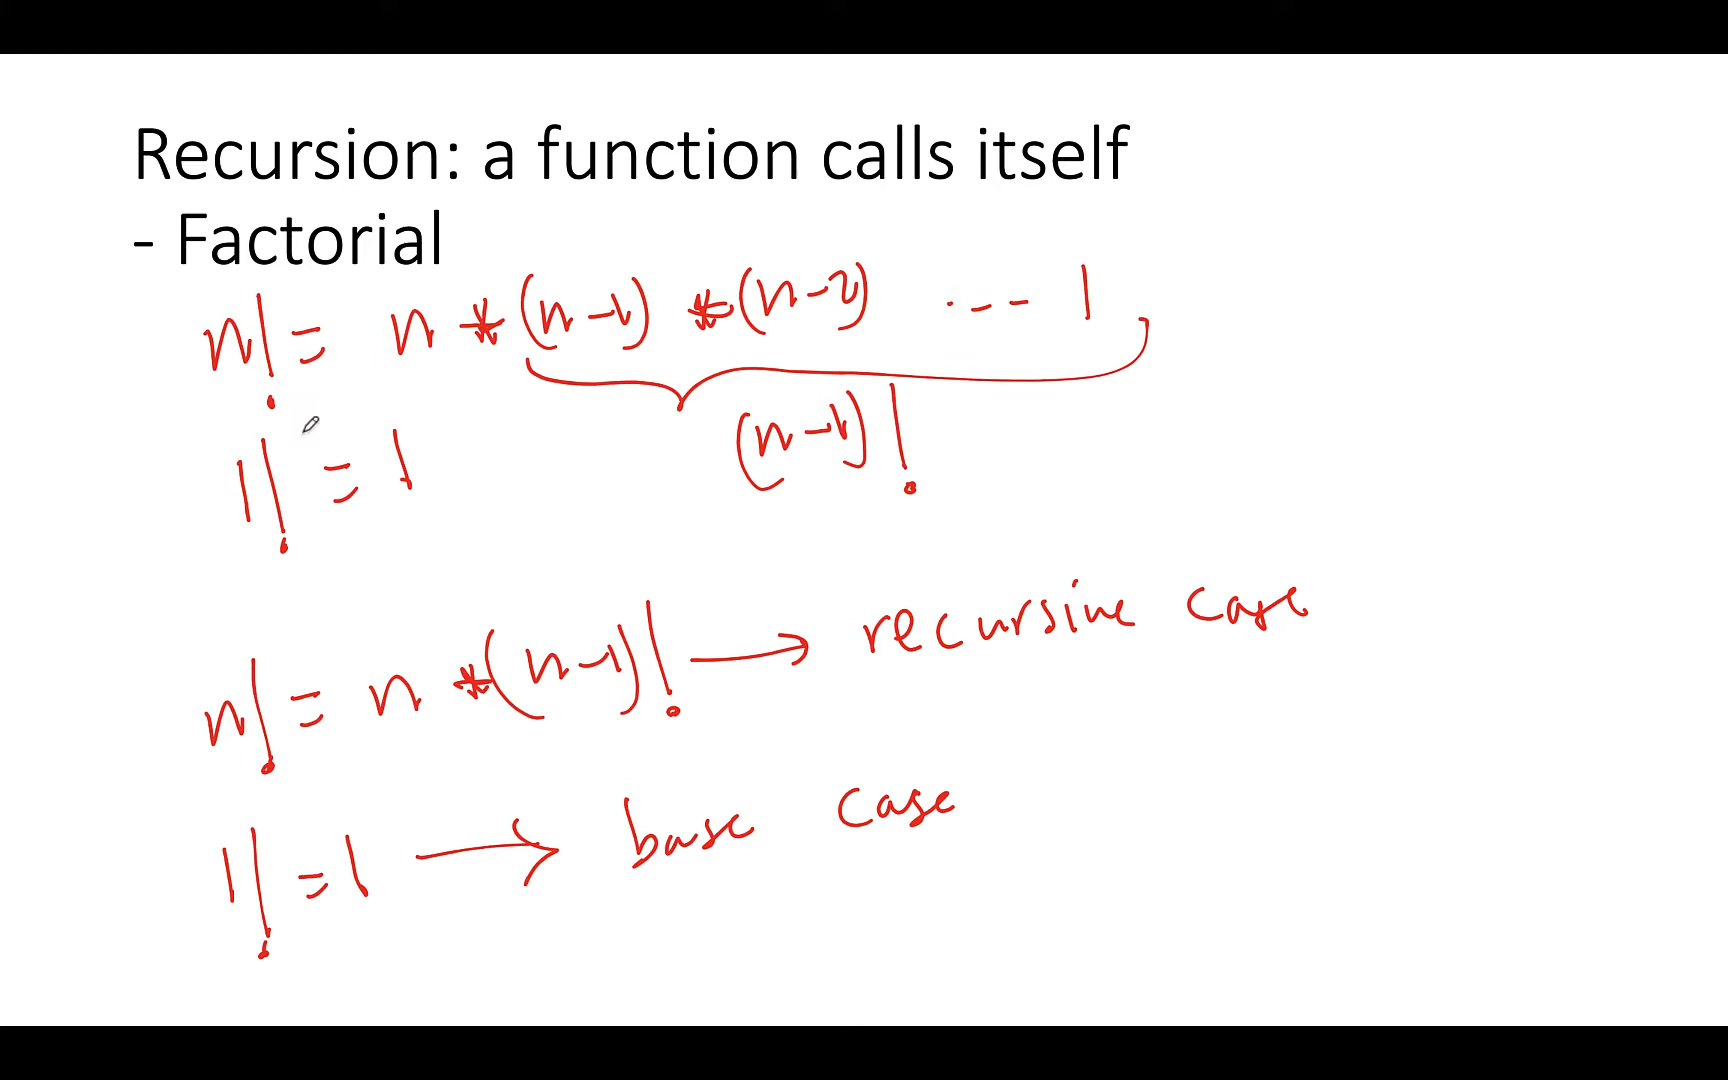 Recursion: a function calls itself
- Factorial
n! = n * (n-1) * (n-2) ... 1
(n-1)!
1! = 1
n! = n * (n-1)! → recursive case
1! = 1 → base case